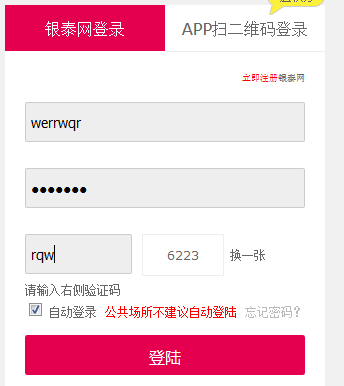 银泰网登录 APP扫二维码登录
立即注册银泰网
werrwqr
•••••••
rqw 6223 换一张
请输入右侧验证码
自动登录 公共场所不建议自动登陆 忘记密码?
登陆